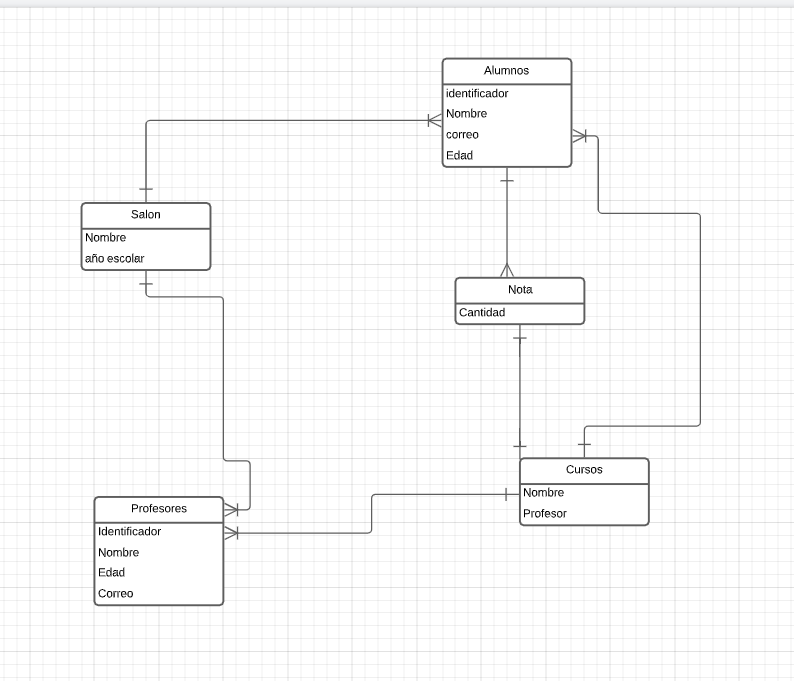 Alumnos
identificador
Nombre
correo
Edad
Salon
Nombre
año escolar
Nota
Cantidad
Cursos
Nombre
Profesor
Profesores
Identificador
Nombre
Edad
Correo